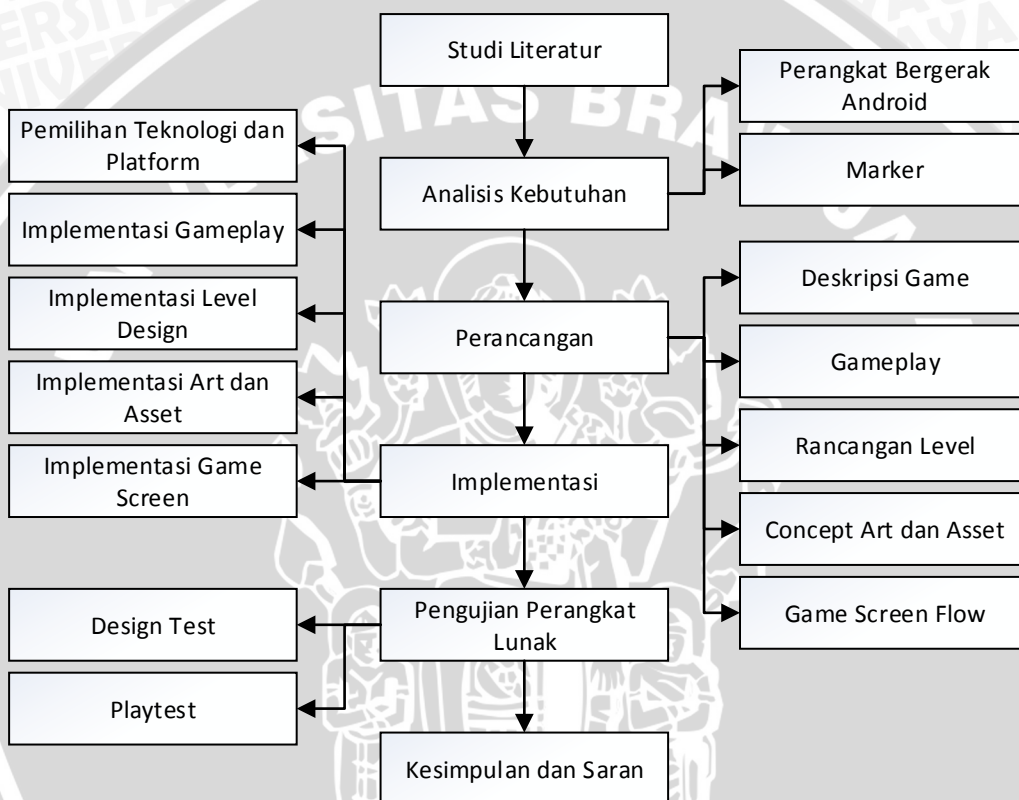 Studi Literatur
Perangkat Bergerak
Android
Pemilihan Teknologi dan
Platform
Analisis Kebutuhan
Marker
Implementasi Gameplay
Deskripsi Game
Implementasi Level
Design
Perancangan
Gameplay
Implementasi Art dan
Asset
Rancangan Level
Implementasi Game
Screen
Implementasi
Concept Art dan Asset
Design Test
Pengujian Perangkat
Lunak
Game Screen Flow
Playtest
Kesimpulan dan Saran
SITAS BRA